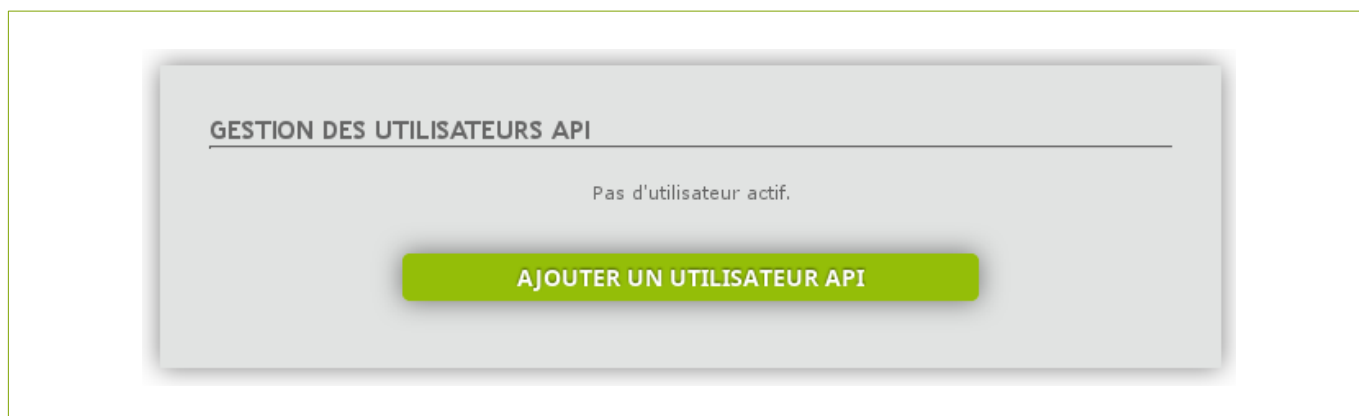 GESTION DES UTILISATEURS API
Pas d'utilisateur actif.
AJOUTER UN UTILISATEUR API